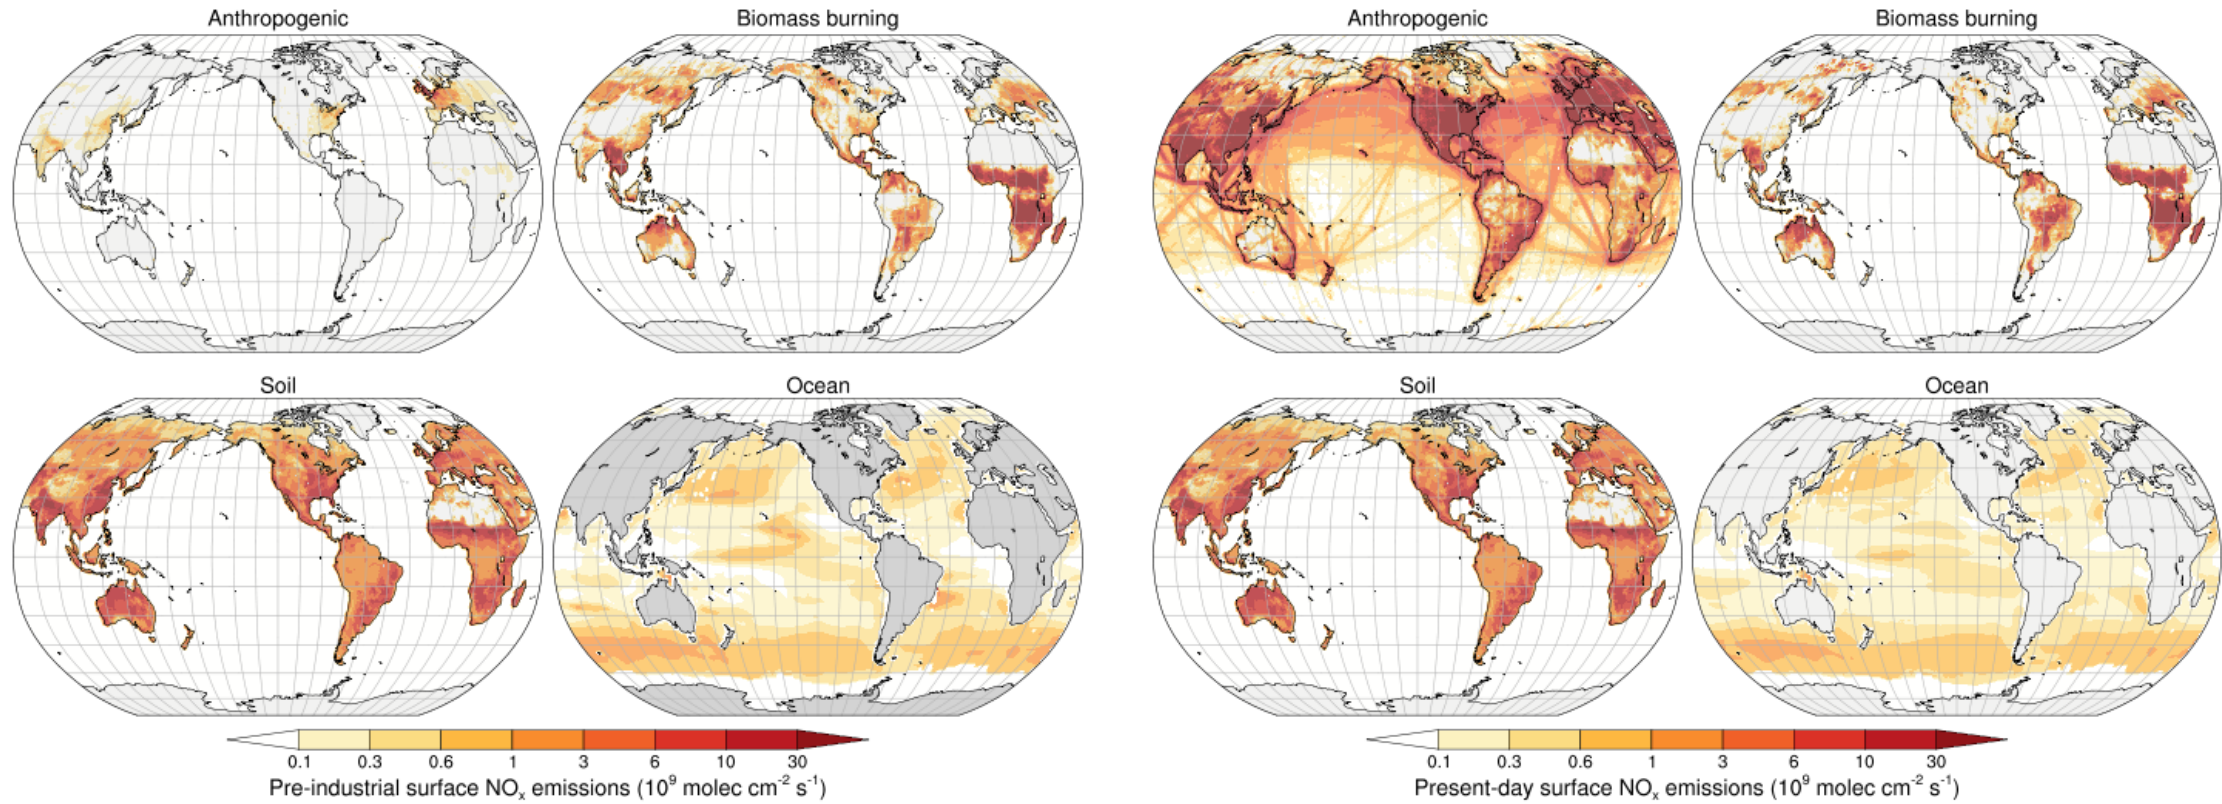 Anthropogenic
Biomass burning
Anthropogenic
Biomass burning
Soil
Ocean
Soil
Ocean
0.1 0.3 0.6 1 3 6 10 30
0.1 0.3 0.6 1 3 6 10 30
Pre-industrial surface NOₓ emissions (10⁹ molec cm⁻² s⁻¹)
Present-day surface NOₓ emissions (10⁹ molec cm⁻² s⁻¹)